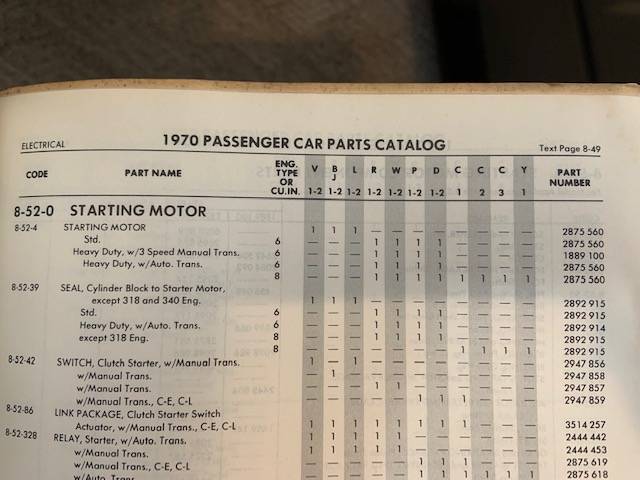 ELECTRICAL 1970 PASSENGER CAR PARTS CATALOG Text Page 8-49
CODE PART NAME ENG. TYPE OR CU.IN. V 1-2 B J 1-2 L 1-2 R 1-2 W 1-2 P 1-2 D 1-2 C 1 C 2 C 3 Y 1 PART NUMBER
8-52-0 STARTING MOTOR
8-52-4 STARTING MOTOR 1 1 1 — — — — — — — — 2875 560
Std. 6 — — — 1 1 1 1 — — — — 2875 560
Heavy Duty, w/3 Speed Manual Trans. 6 — — — 1 1 1 1 — — — — 1889 100
Heavy Duty, w/Auto. Trans. 6 — — — 1 1 1 1 — — — — 2875 560
8 — — — 1 1 1 1 1 1 1 1 2875 560
8-52-39 SEAL, Cylinder Block to Starter Motor,
except 318 and 340 Eng. 1 1 1 — — — — — — — — 2892 915
Std. 6 — — — 1 1 1 1 — — — — 2892 915
Heavy Duty, w/Auto. Trans. 6 — — — 1 1 1 1 — — — — 2892 914
except 318 Eng. 8 — — — 1 1 1 1 — — — — 2892 915
8 — — — — — — — 1 1 1 1 2892 915
8-52-42 SWITCH, Clutch Starter, w/Manual Trans. 1 — 1 — — — — — — — — 2947 856
w/Manual Trans. — 1 — — — — — — — — — 2947 858
w/Manual Trans. — — — 1 1 — — — — — — 2947 857
w/Manual Trans., C-E, C-L — — — — — 1 1 1 — — — 2947 859
8-52-86 LINK PACKAGE, Clutch Starter Switch
Actuator, w/Manual Trans., C-E, C-L 1 1 1 1 1 1 1 1 — — — 3514 257
8-52-328 RELAY, Starter, w/Auto. Trans. 1 1 1 1 1 — — — — — — 2444 442
w/Manual Trans. 1 1 1 1 1 — — — — — — 2444 453
w/Manual Trans., C-E, C-L — — — — — 1 1 1 — — — 2875 619
w/Auto. Trans. — — — — — 1 1 1 1 1 1 2875 618